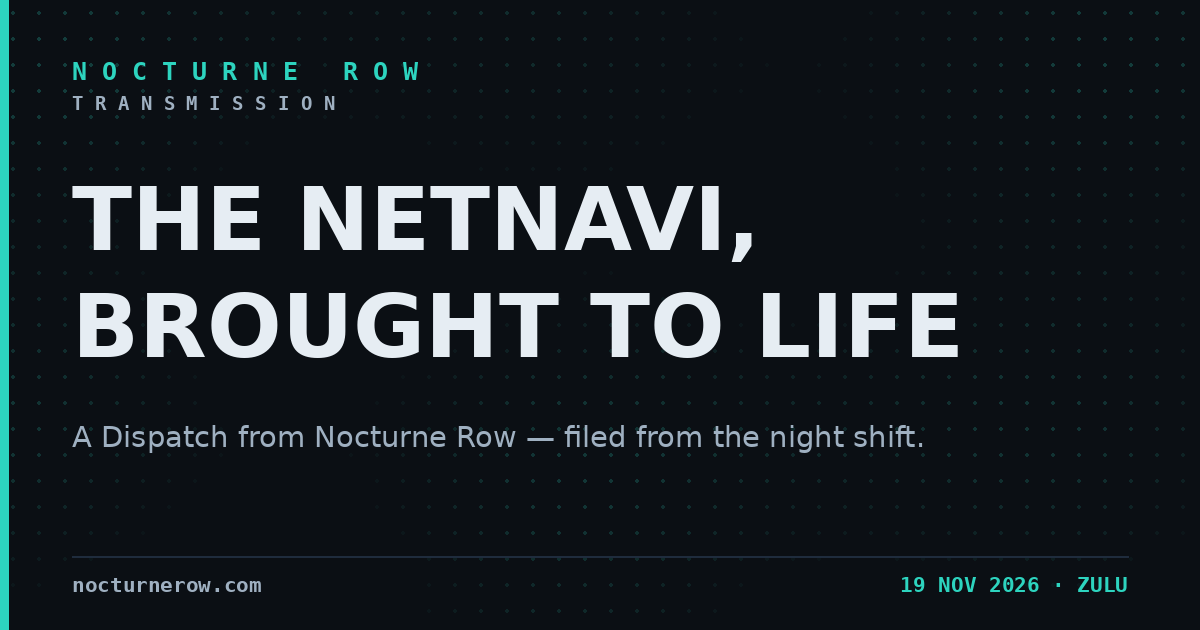 NOCTURNE ROW
TRANSMISSION
THE NETNAVI,
BROUGHT TO LIFE
A Dispatch from Nocturne Row — filed from the night shift.
nocturnerow.com
19 NOV 2026 · ZULU